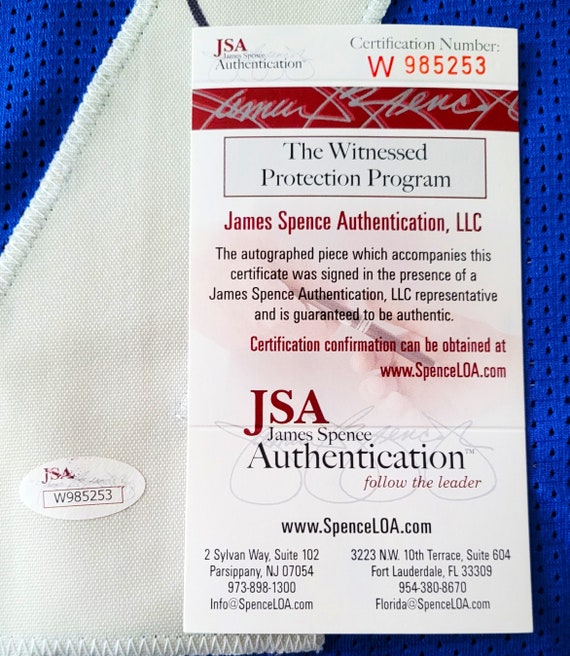 JSA
James Spence
Authentication™
Certification Number:
W 985253
James Spence
The Witnessed
Protection Program
James Spence Authentication, LLC
The autographed piece which accompanies this
certificate was signed in the presence of a
James Spence Authentication, LLC representative
and is guaranteed to be authentic.
Certification confirmation can be obtained at
www.SpenceLOA.com
JSA
James Spence
Authentication™
follow the leader
www.SpenceLOA.com
2 Sylvan Way, Suite 102
Parsippany, NJ 07054
973-898-1300
Info@SpenceLOA.com
3223 N.W. 10th Terrace, Suite 604
Fort Lauderdale, FL 33309
954-380-8670
Florida@SpenceLOA.com
JSA
W985253